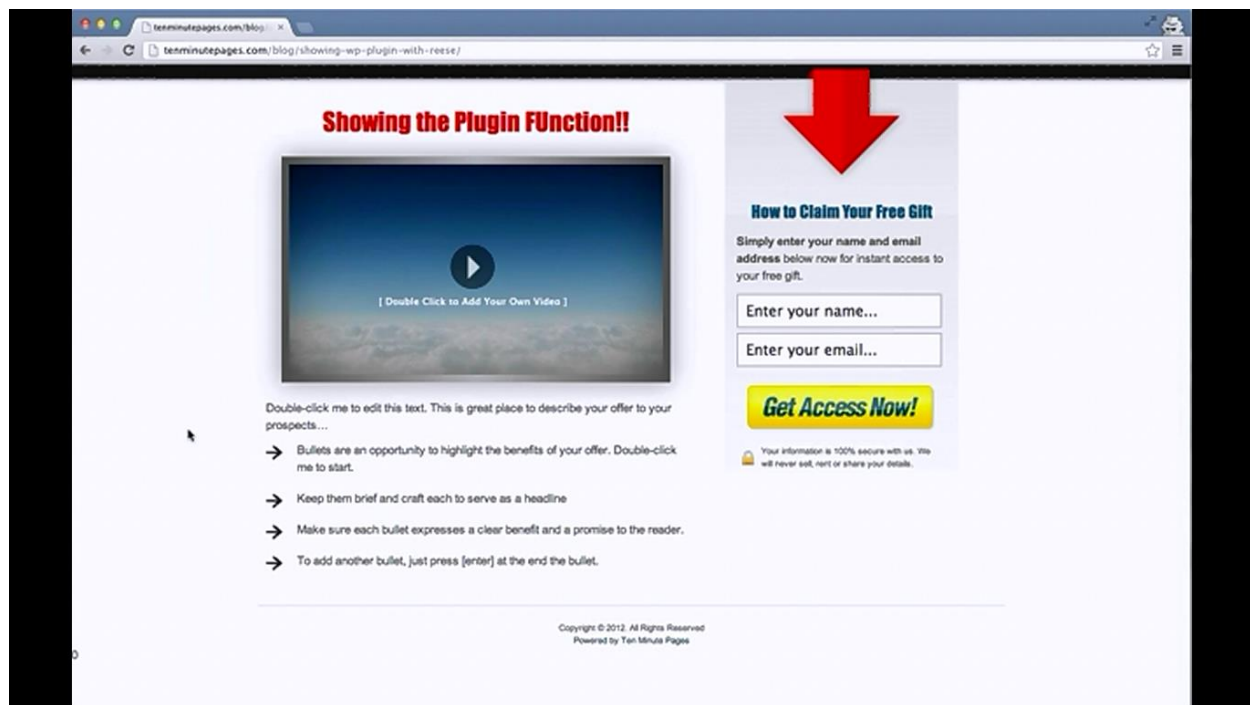 tenminutepages.com/blog
tenminutepages.com/blog/showing-wp-plugin-with-reese/
Showing the Plugin FUnction!!
[ Double Click to Add Your Own Video ]
Double-click me to edit this text. This is great place to describe your offer to your
prospects...
Bullets are an opportunity to highlight the benefits of your offer. Double-click
me to start.
Keep them brief and craft each to serve as a headline
Make sure each bullet expresses a clear benefit and a promise to the reader.
To add another bullet, just press [enter] at the end the bullet.
How to Claim Your Free Gift
Simply enter your name and email
address below now for instant access to
your free gift.
Enter your name...
Enter your email...
Get Access Now!
Your information is 100% secure with us. We
will never sell, rent or share your details.
Copyright © 2012. All Rights Reserved
Powered by Ten Minute Pages